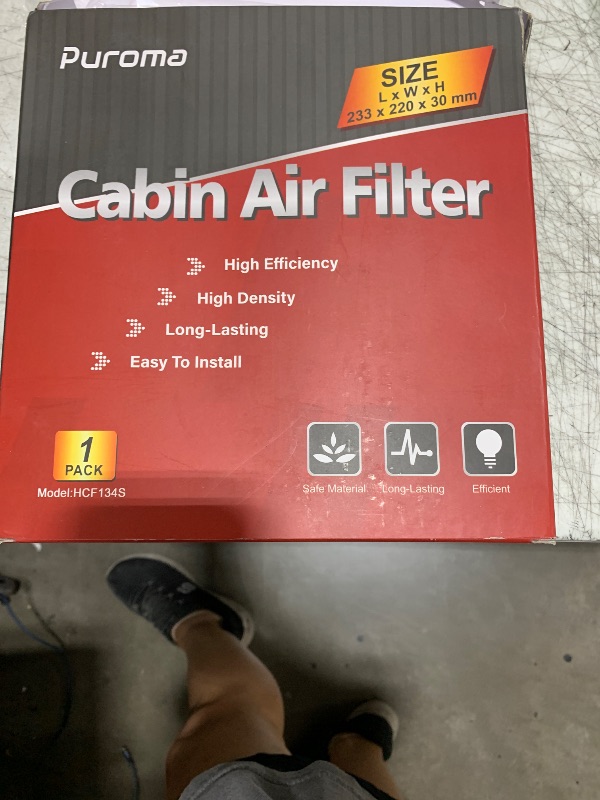 Puroma
SIZE
L x W x H
233 x 220 x 30 mm
Cabin Air Filter
High Efficiency
High Density
Long-Lasting
Easy To Install
1
PACK
Model:HCF134S
Safe Material
Long-Lasting
Efficient